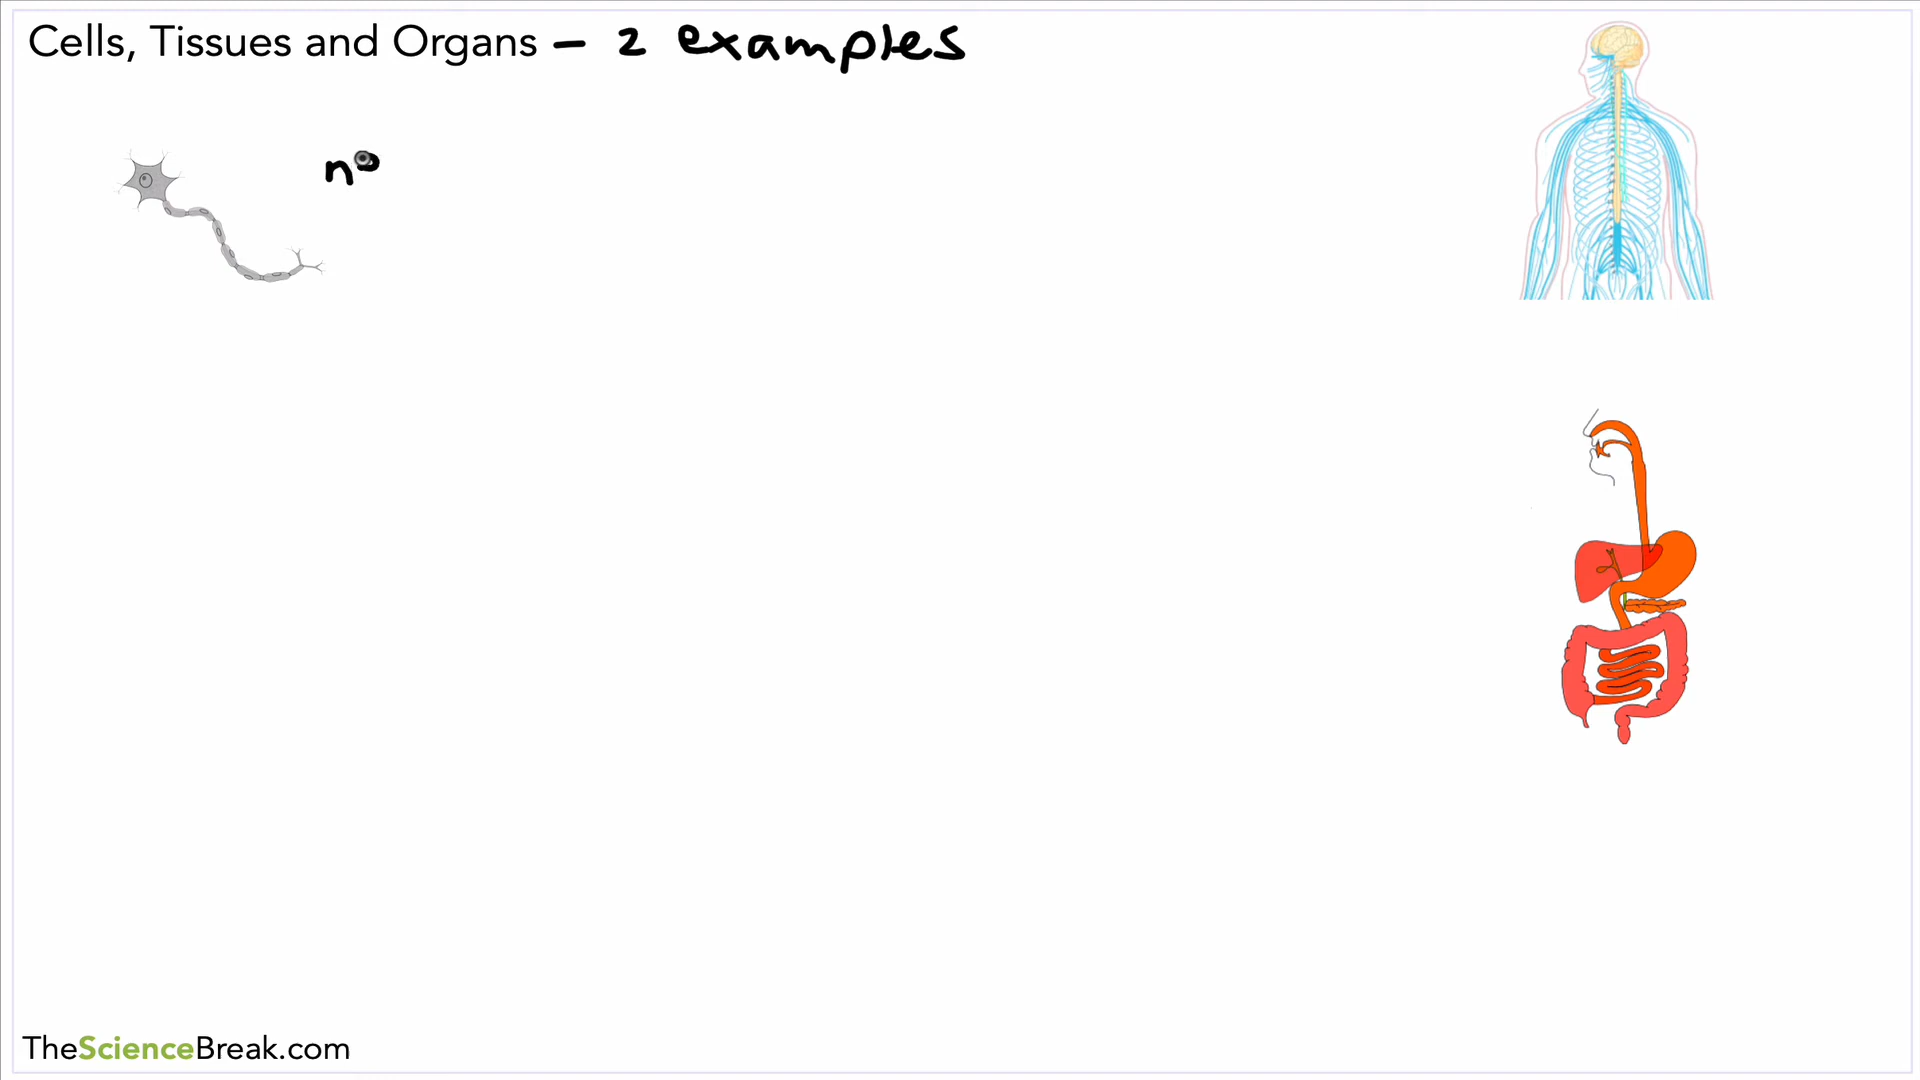 Cells, Tissues and Organs – 2 examples
n
TheScienceBreak.com